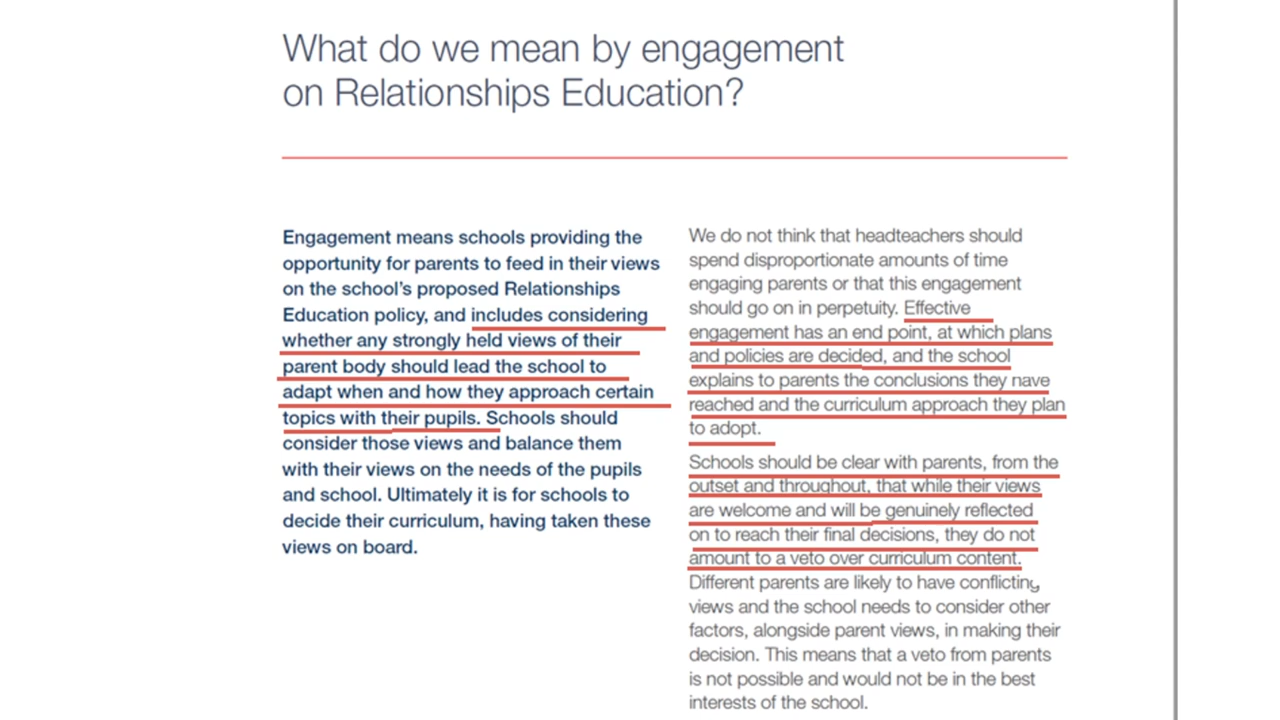 What do we mean by engagement
on Relationships Education?
Engagement means schools providing the
opportunity for parents to feed in their views
on the school's proposed Relationships
Education policy, and includes considering
whether any strongly held views of their
parent body should lead the school to
adapt when and how they approach certain
topics with their pupils. Schools should
consider those views and balance them
with their views on the needs of the pupils
and school. Ultimately it is for schools to
decide their curriculum, having taken these
views on board.
We do not think that headteachers should
spend disproportionate amounts of time
engaging parents or that this engagement
should go on in perpetuity. Effective
engagement has an end point, at which plans
and policies are decided, and the school
explains to parents the conclusions they have
reached and the curriculum approach they plan
to adopt.
Schools should be clear with parents, from the
outset and throughout, that while their views
are welcome and will be genuinely reflected
on to reach their final decisions, they do not
amount to a veto over curriculum content.
Different parents are likely to have conflicting
views and the school needs to consider other
factors, alongside parent views, in making their
decision. This means that a veto from parents
is not possible and would not be in the best
interests of the school.